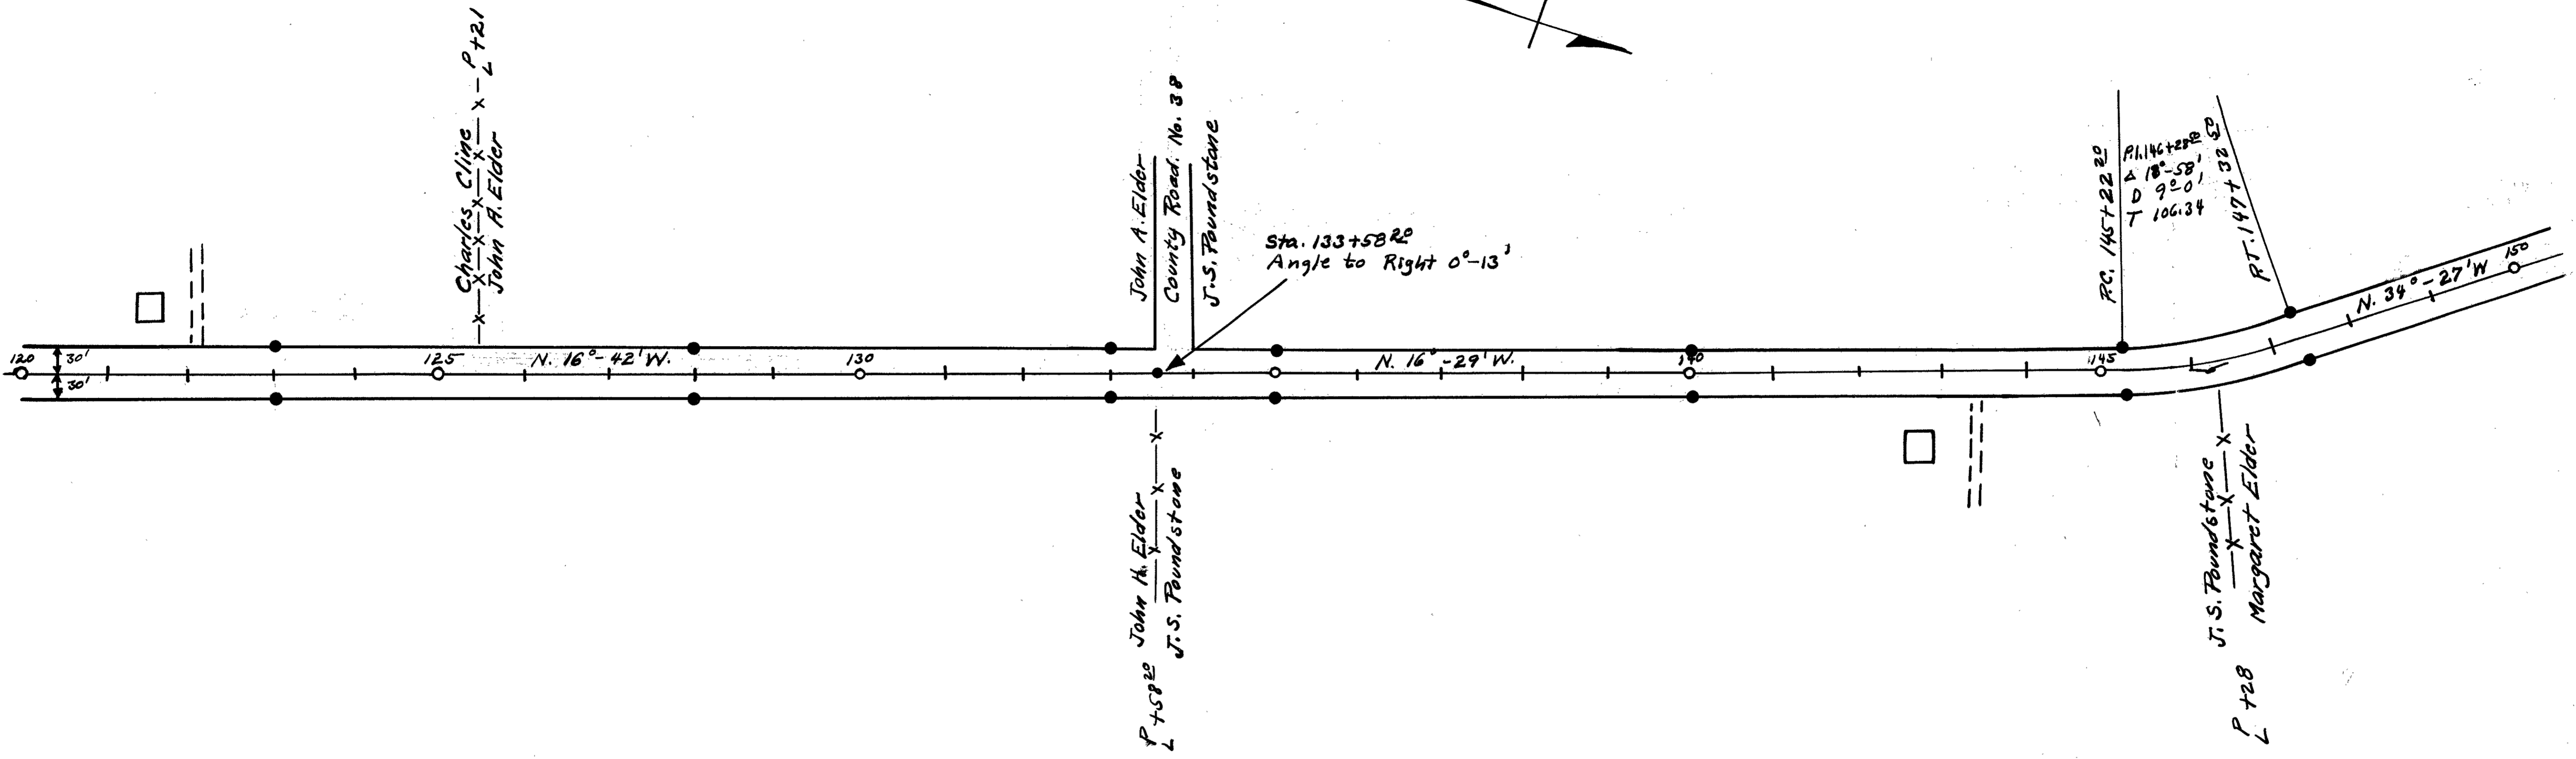 Charles Cline
P L +21
John A. Elder
120
30'
30'
125
N. 16°-42' W.
130
John A. Elder
County Road. No. 38
J.S. Poundstone
Sta. 133+58 20
Angle to Right 0°-13'
N. 16°-29' W.
140
145
P.C. 145+22 20
P.I. 146+28
Δ 18°-58'
D 9°-0'
T 106.34
P.T. 147+32
N. 34°-27' W
150
P L +58 20
John H. Elder
J.S. Poundstone
J.S. Poundstone
Margaret Elder
P L +28